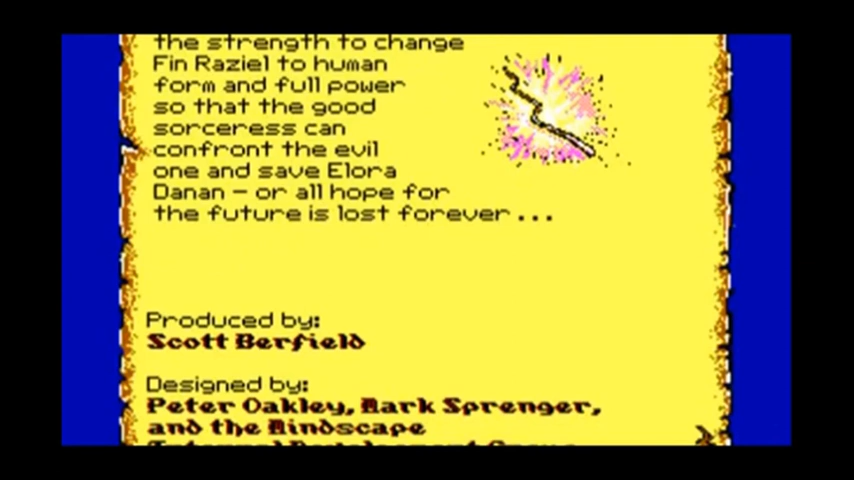 the strength to change
Fin Raziel to human
form and full power
so that the good
sorceress can
confront the evil
one and save Elora
Danan – or all hope for
the future is lost forever ...
Produced by:
Scott Berfield
Designed by:
Peter Oakley, Mark Sprenger,
and the Mindscape